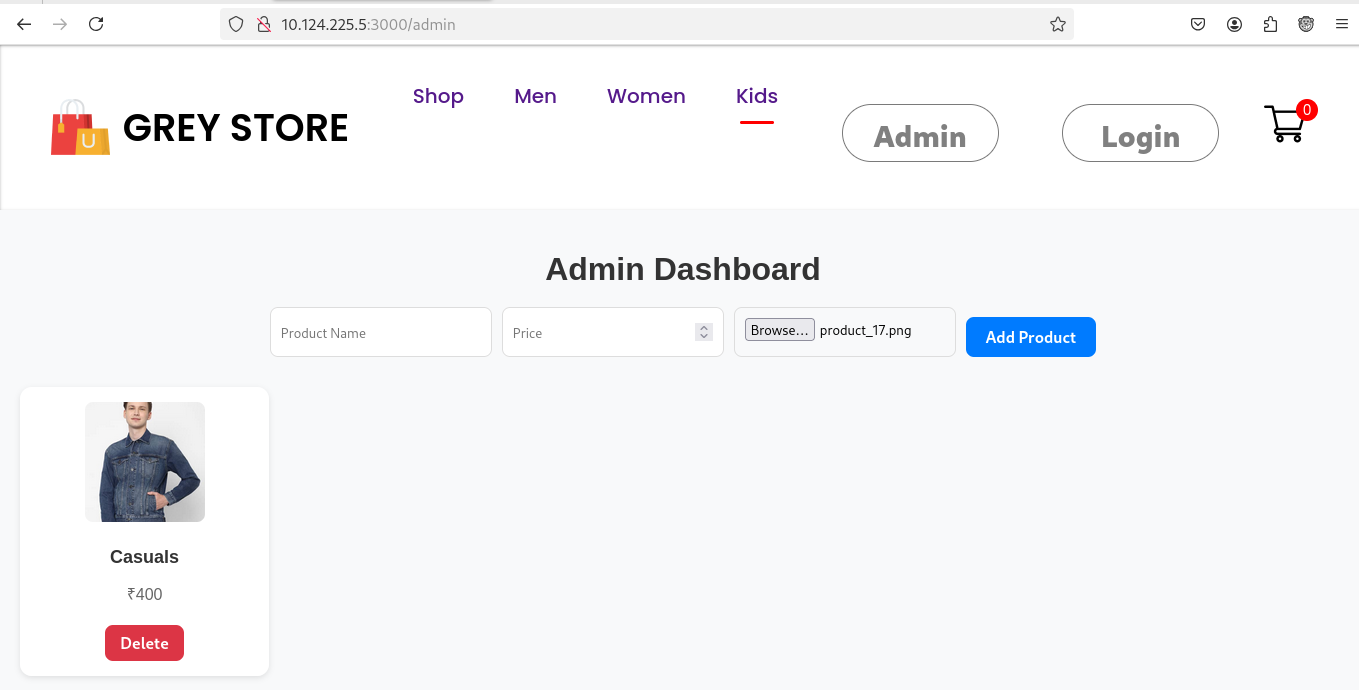 10.124.225.5:3000/admin
GREY STORE
Shop
Men
Women
Kids
Admin
Login
0
U
Admin Dashboard
Product Name
Price
Browse...
product_17.png
Add Product
Casuals
₹400
Delete